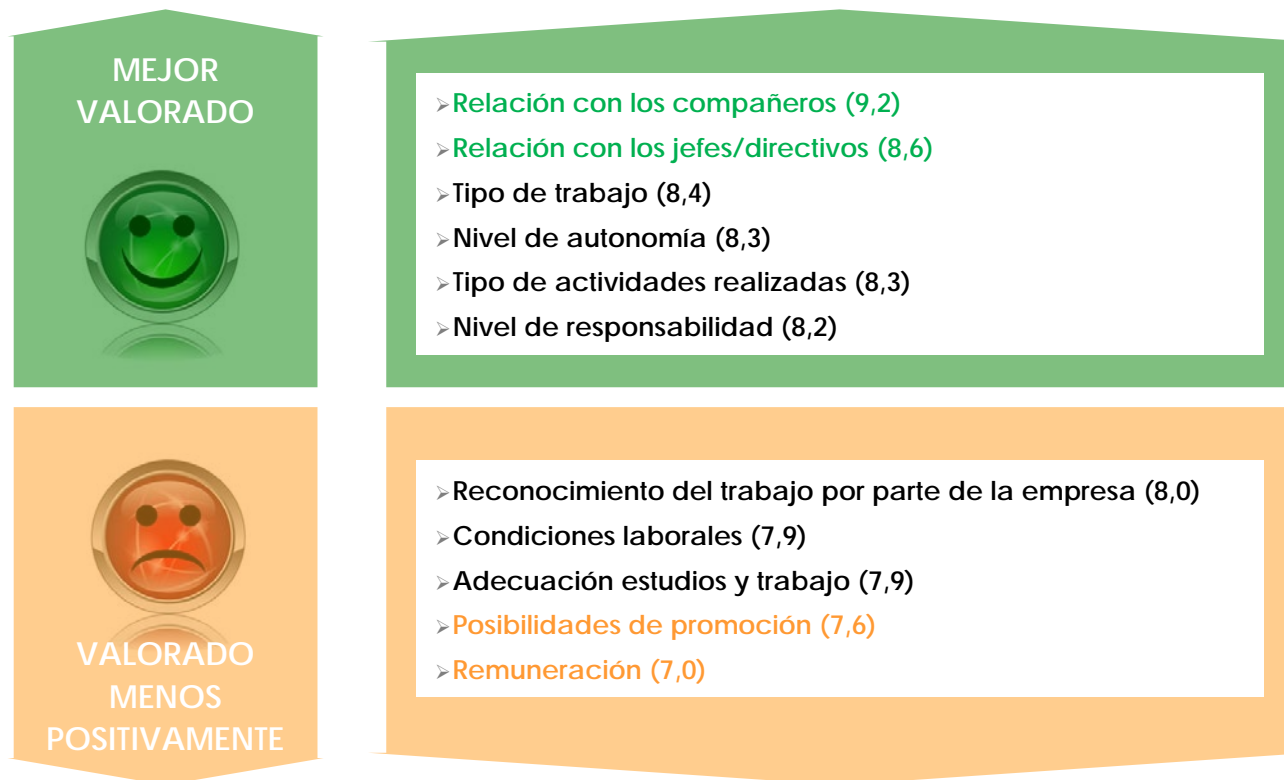 MEJOR
VALORADO
➢Relación con los compañeros (9,2)
➢Relación con los jefes/directivos (8,6)
➢Tipo de trabajo (8,4)
➢Nivel de autonomía (8,3)
➢Tipo de actividades realizadas (8,3)
➢Nivel de responsabilidad (8,2)
VALORADO
MENOS
POSITIVAMENTE
➢Reconocimiento del trabajo por parte de la empresa (8,0)
➢Condiciones laborales (7,9)
➢Adecuación estudios y trabajo (7,9)
➢Posibilidades de promoción (7,6)
➢Remuneración (7,0)